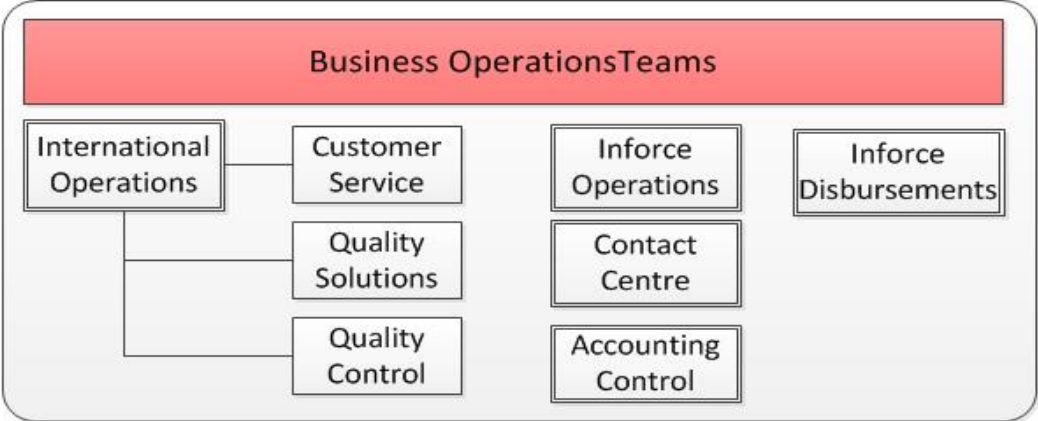 Business OperationsTeams
International
Operations
Customer
Service
Quality
Solutions
Quality
Control
Inforce
Operations
Contact
Centre
Accounting
Control
Inforce
Disbursements